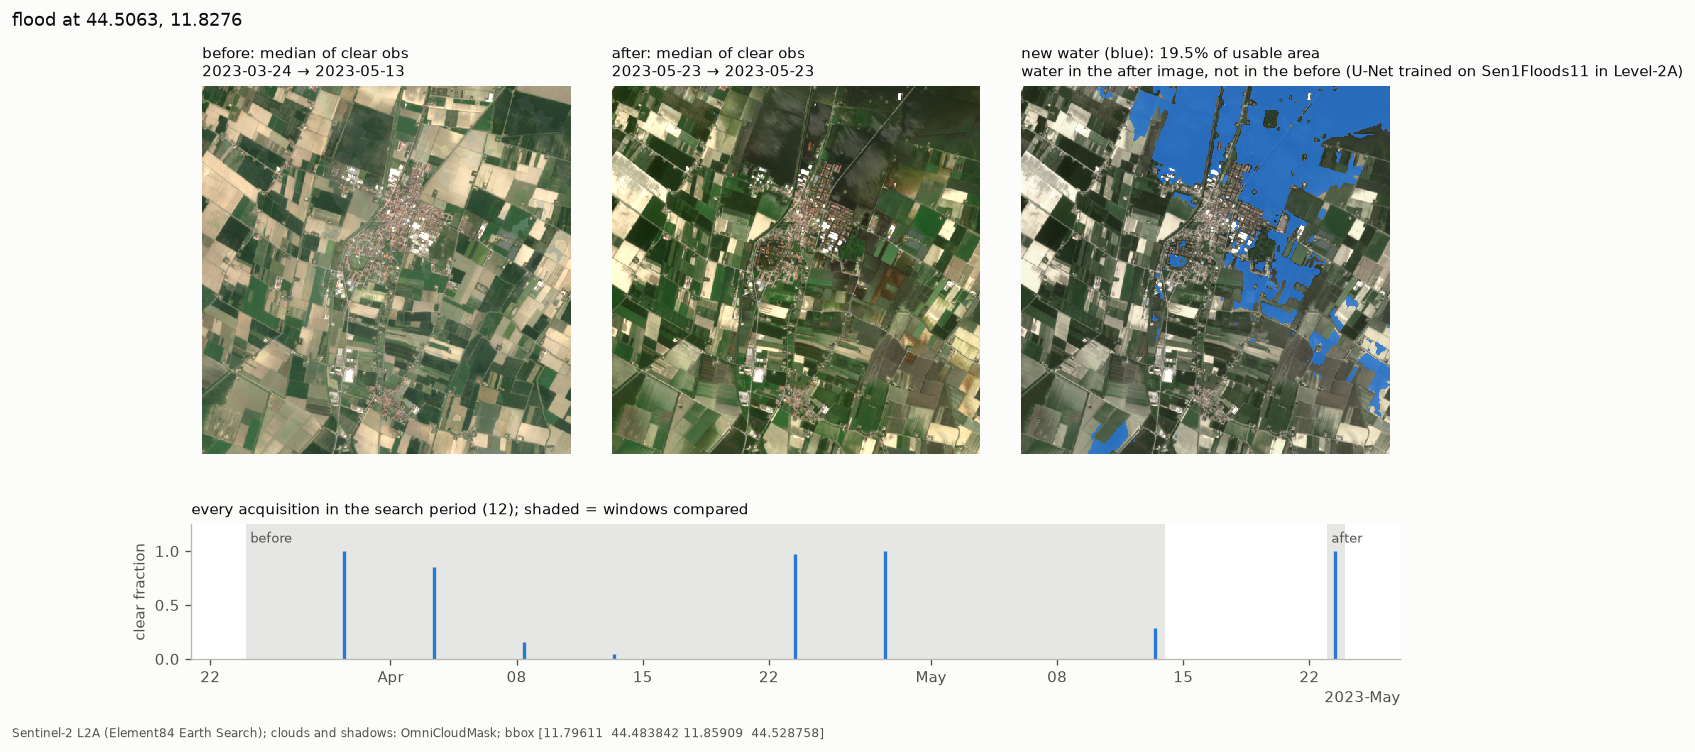 flood at 44.5063, 11.8276
before: median of clear obs
2023-03-24 → 2023-05-13
after: median of clear obs
2023-05-23 → 2023-05-23
new water (blue): 19.5% of usable area
water in the after image, not in the before (U-Net trained on Sen1Floods11 in Level-2A)
every acquisition in the search period (12); shaded = windows compared
before
after
clear fraction
1.0
0.5
0.0
22
Apr
08
15
22
May
08
15
22
2023-May
Sentinel-2 L2A (Element84 Earth Search); clouds and shadows: OmniCloudMask; bbox [11.79611  44.483842 11.85909  44.528758]